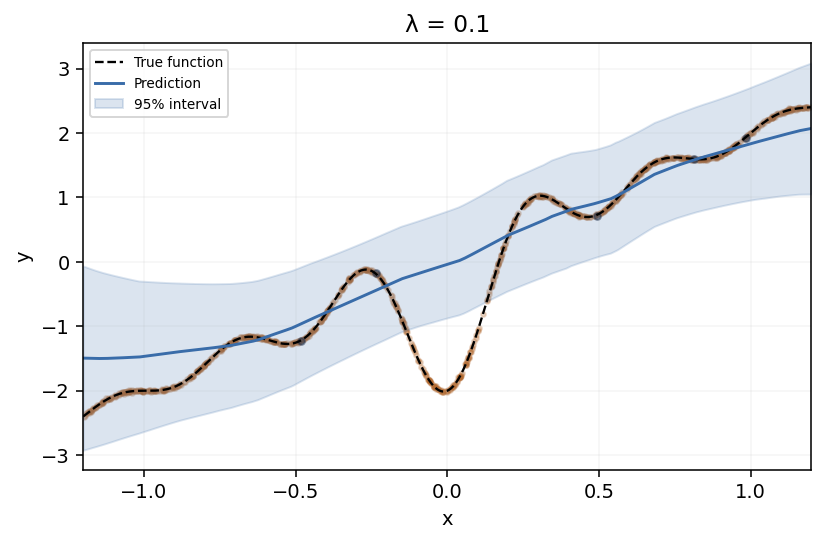 λ = 0.1
True function
Prediction
95% interval
y
3
2
1
0
−1
−2
−3
−1.0 −0.5 0.0 0.5 1.0
x